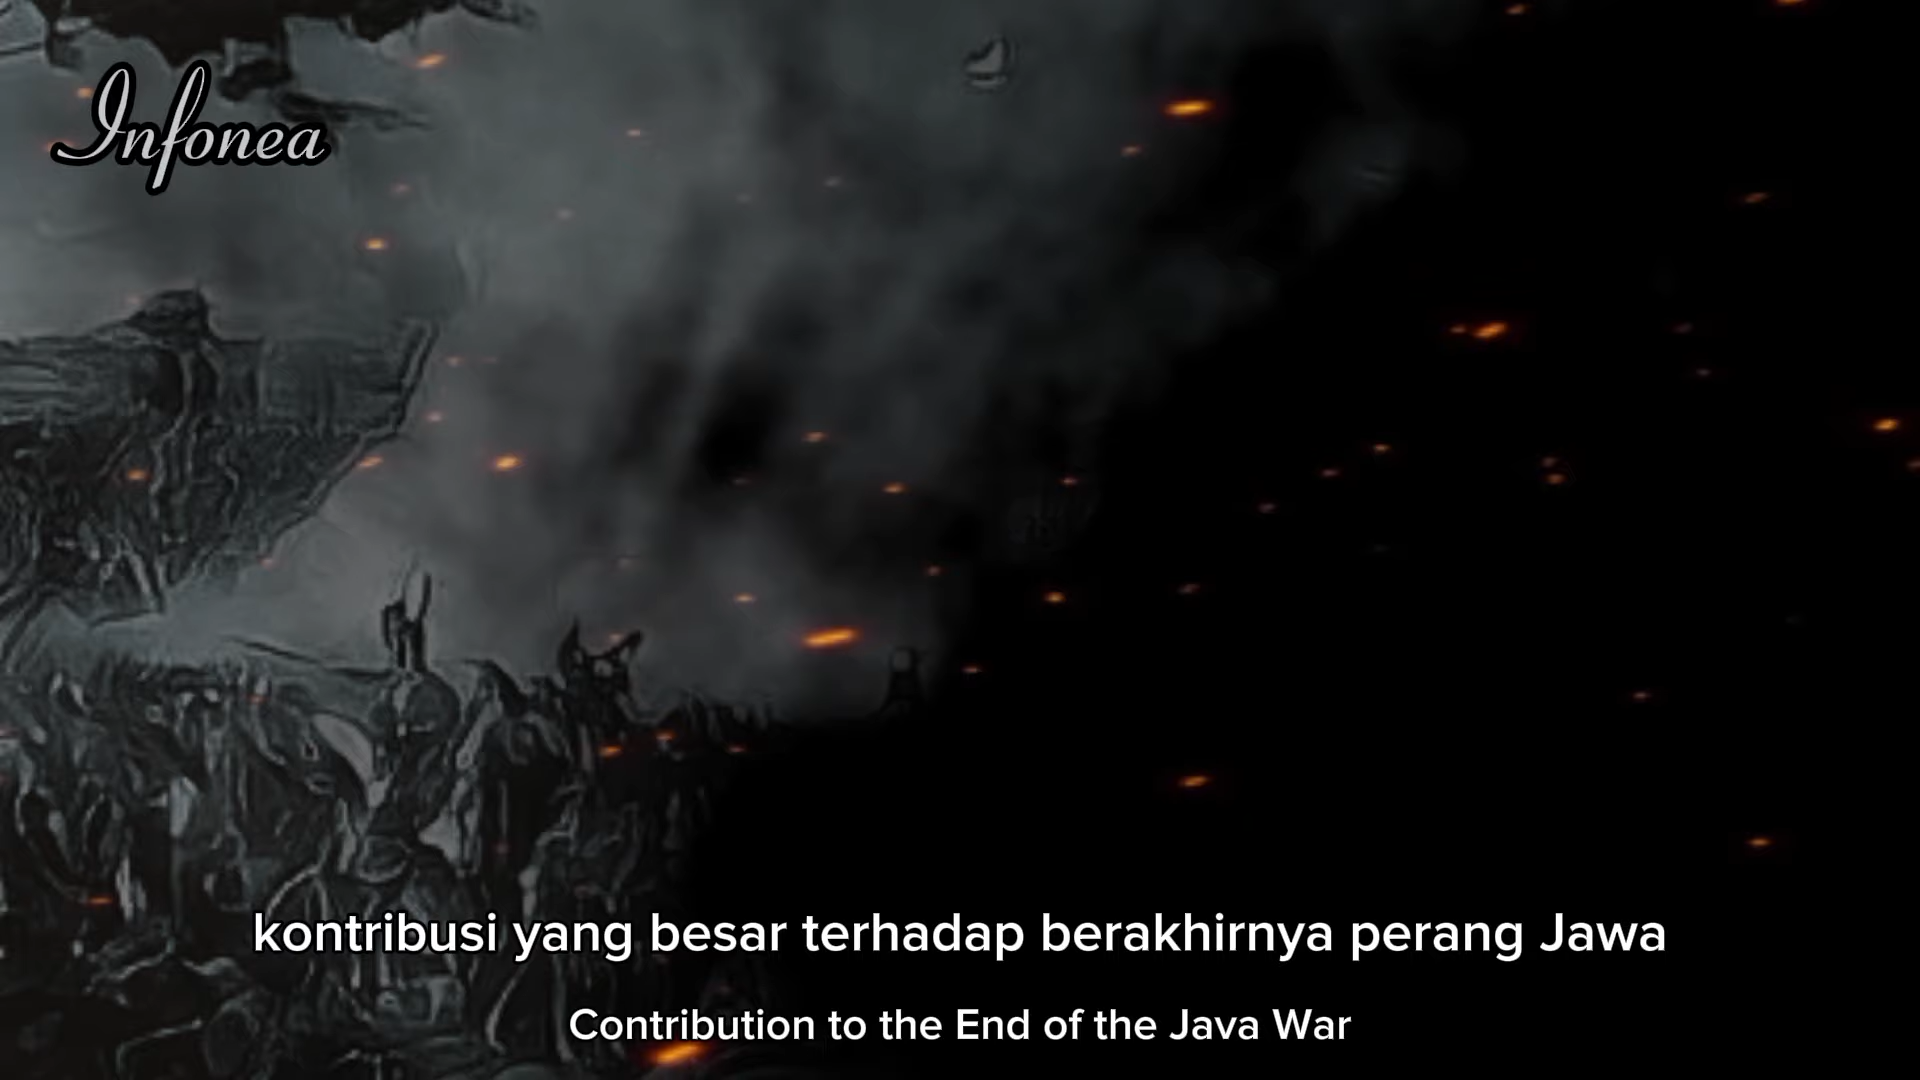 Infonea
kontribusi yang besar terhadap berakhirnya perang Jawa
Contribution to the End of the Java War